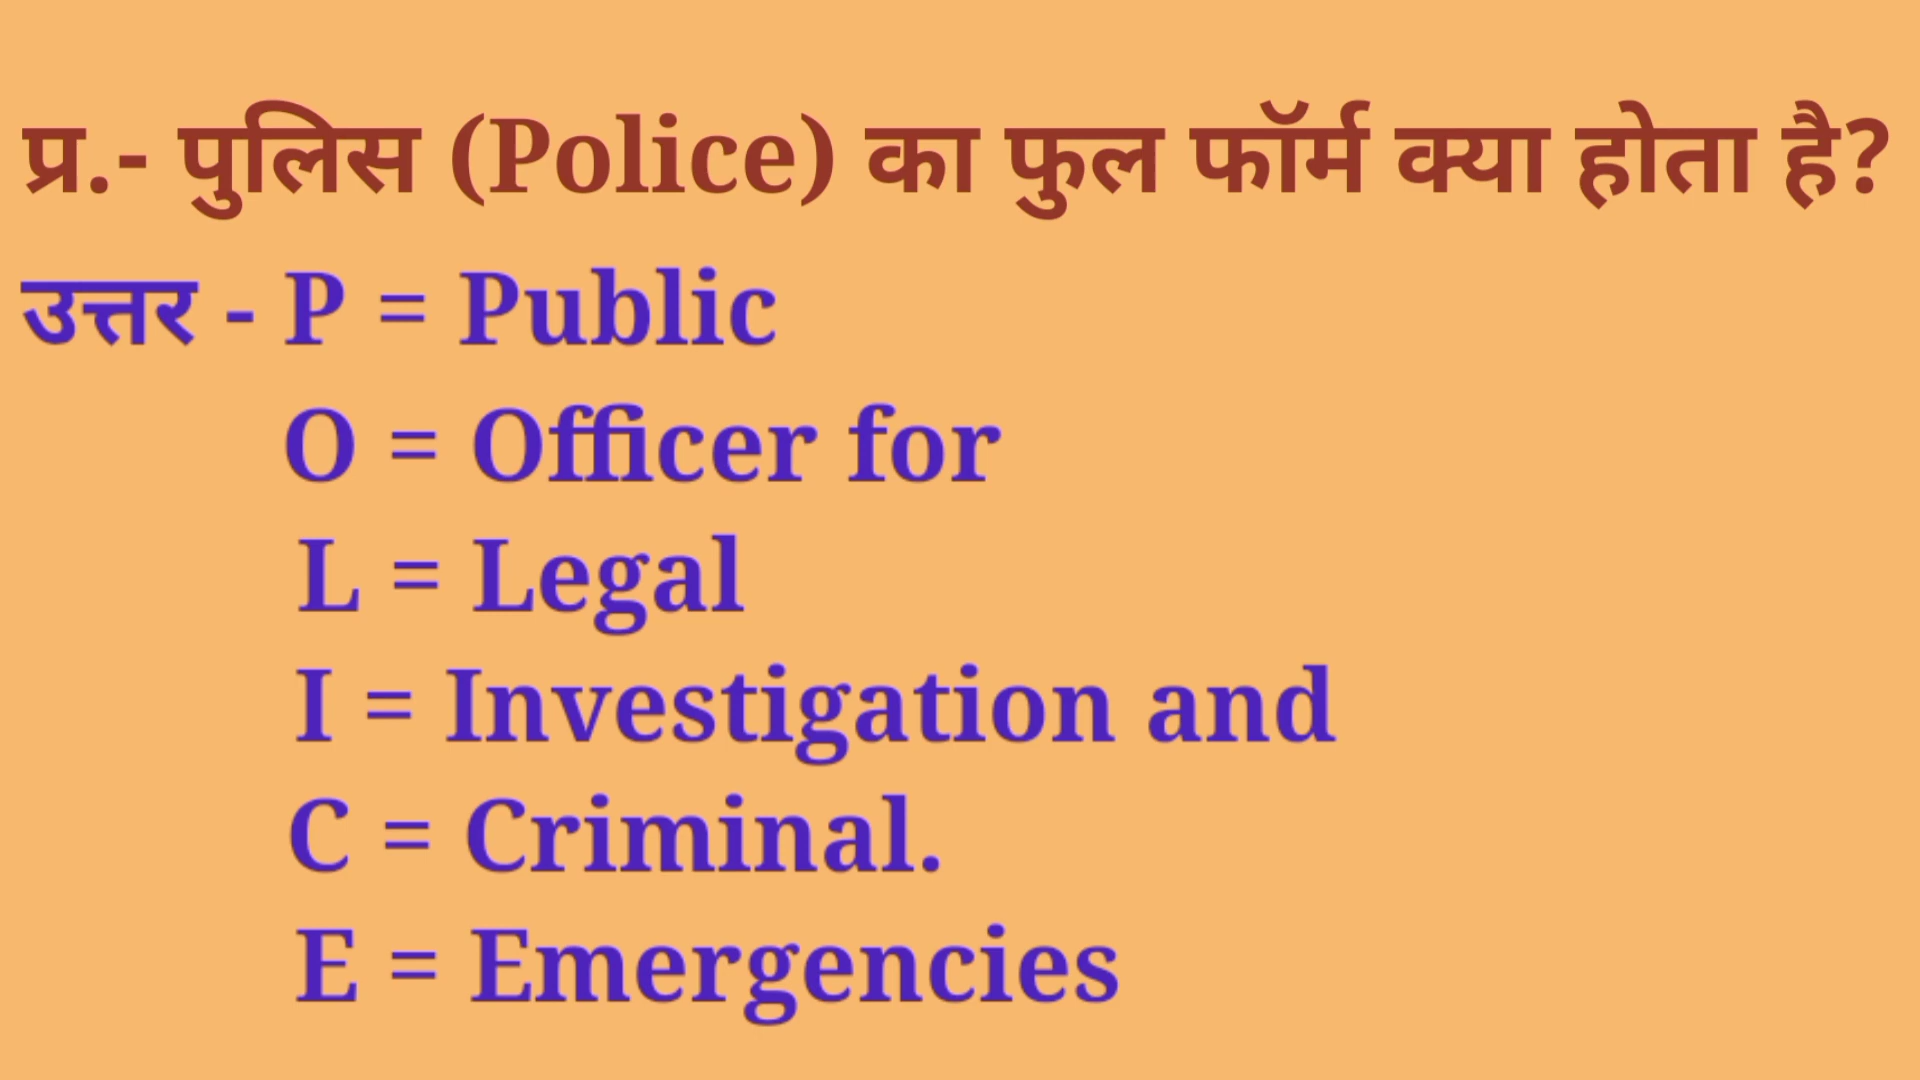 प्र.- पुलिस (Police) का फुल फॉर्म क्या होता है?
उत्तर - P = Public
O = Officer for
L = Legal
I = Investigation and
C = Criminal.
E = Emergencies